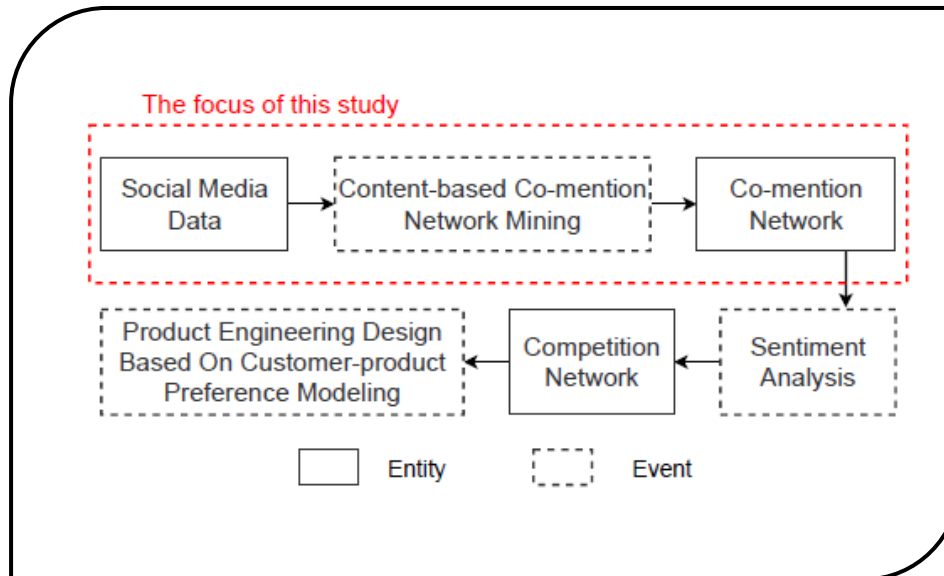 The focus of this study
Social Media
Data
Content-based Co-mention
Network Mining
Co-mention
Network
Product Engineering Design
Based On Customer-product
Preference Modeling
Competition
Network
Sentiment
Analysis
Entity
Event